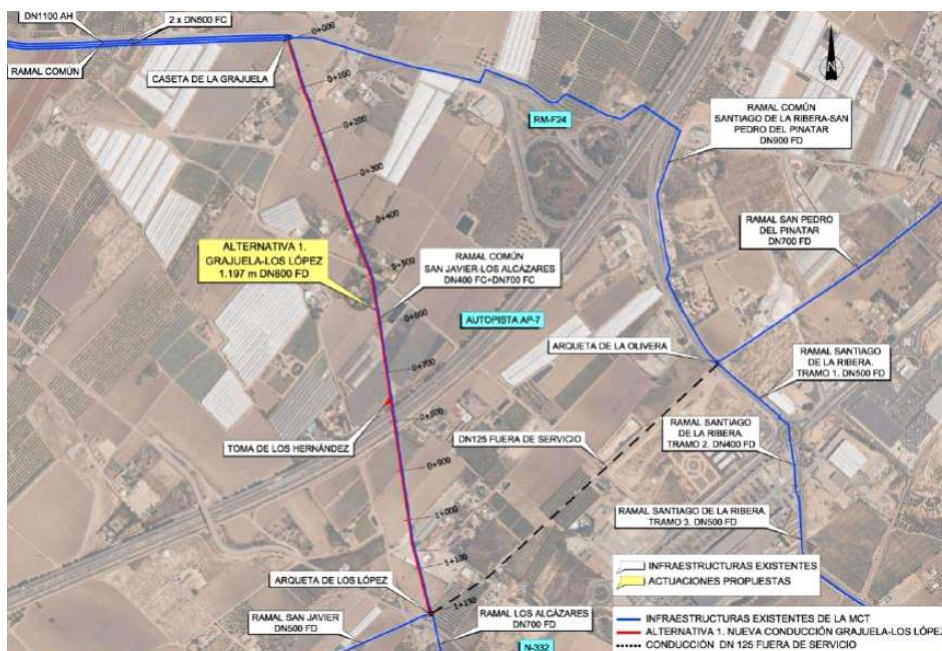 DN1100 AH
2 x DN500 FC
RAMAL COMÚN
CASETA DE LA GRAJUELA
0+000
0+100
0+200
0+300
0+400
0+500
0+600
0+700
0+800
0+900
1+000
1+100
N
RM-F24
RAMAL COMÚN
SANTIAGO DE LA RIBERA-SAN
PEDRO DEL PINATAR
DN900 FD
RAMAL SAN PEDRO
DEL PINATAR
DN700 FD
ALTERNATIVA 1.
GRAJUELA-LOS LÓPEZ
1.197 m DN800 FD
RAMAL COMÚN
SAN JAVIER-LOS ALCÁZARES
DN400 FC+DN700 FC
AUTOPISTA AP-7
ARQUETA DE LA OLIVERA
RAMAL SANTIAGO
DE LA RIBERA.
TRAMO 1. DN500 FD
TOMA DE LOS HERNÁNDEZ
DN125 FUERA DE SERVICIO
RAMAL SANTIAGO
DE LA RIBERA.
TRAMO 2. DN400 FD
RAMAL SANTIAGO DE LA RIBERA.
TRAMO 3. DN500 FD
ARQUETA DE LOS LÓPEZ
RAMAL SAN JAVIER
DN500 FD
RAMAL LOS ALCÁZARES
DN700 FD
N-332
INFRAESTRUCTURAS EXISTENTES
ACTUACIONES PROPUESTAS
INFRAESTRUCTURAS EXISTENTES DE LA MCT
ALTERNATIVA 1. NUEVA CONDUCCIÓN GRAJUELA-LOS LÓPEZ
CONDUCCIÓN DN 125 FUERA DE SERVICIO